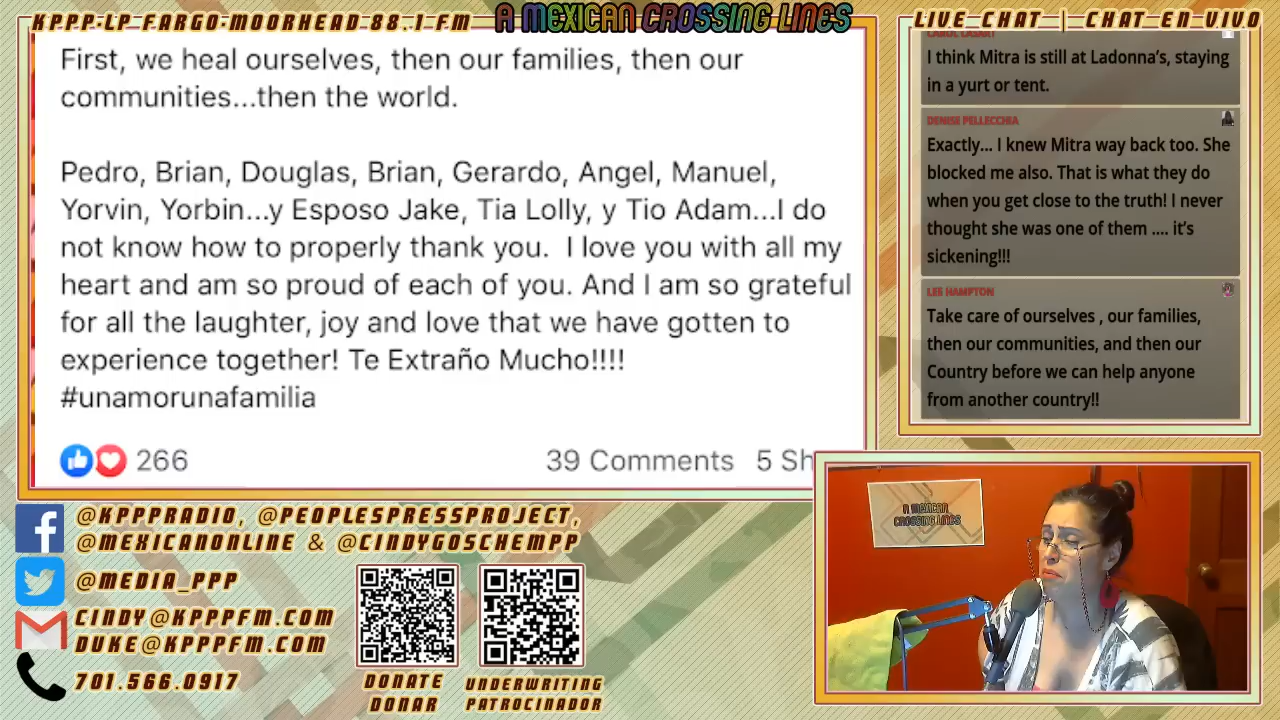 KPPP-LP FARGO-MOORHEAD 88.1 FM
A MEXICAN CROSSING LINES
LIVE CHAT | CHAT EN VIVO
First, we heal ourselves, then our families, then our
communities...then the world.
Pedro, Brian, Douglas, Brian, Gerardo, Angel, Manuel,
Yorvin, Yorbin...y Esposo Jake, Tia Lolly, y Tio Adam...I do
not know how to properly thank you.  I love you with all my
heart and am so proud of each of you. And I am so grateful
for all the laughter, joy and love that we have gotten to
experience together! Te Extraño Mucho!!!!
#unamorunafamilia
266
39 Comments 5 Sh
I think Mitra is still at Ladonna's, staying
in a yurt or tent.
DENISE PELLECCHIA
Exactly... I knew Mitra way back too. She
blocked me also. That is what they do
when you get close to the truth! I never
thought she was one of them .... it's
sickening!!!
LES HAMPTON
Take care of ourselves , our families,
then our communities, and then our
Country before we can help anyone
from another country!!
A MEXICAN
CROSSING LINES
@KPPPRADIO, @PEOPLESPRESSPROJECT,
@MEXICANONLINE & @CINDYGOSCHEMPP
@MEDIA_PPP
CINDY@KPPPFM.COM
DUKE@KPPPFM.COM
701.566.0917
DONATE
DONAR
UNDERWRITING
PATROCINADOR